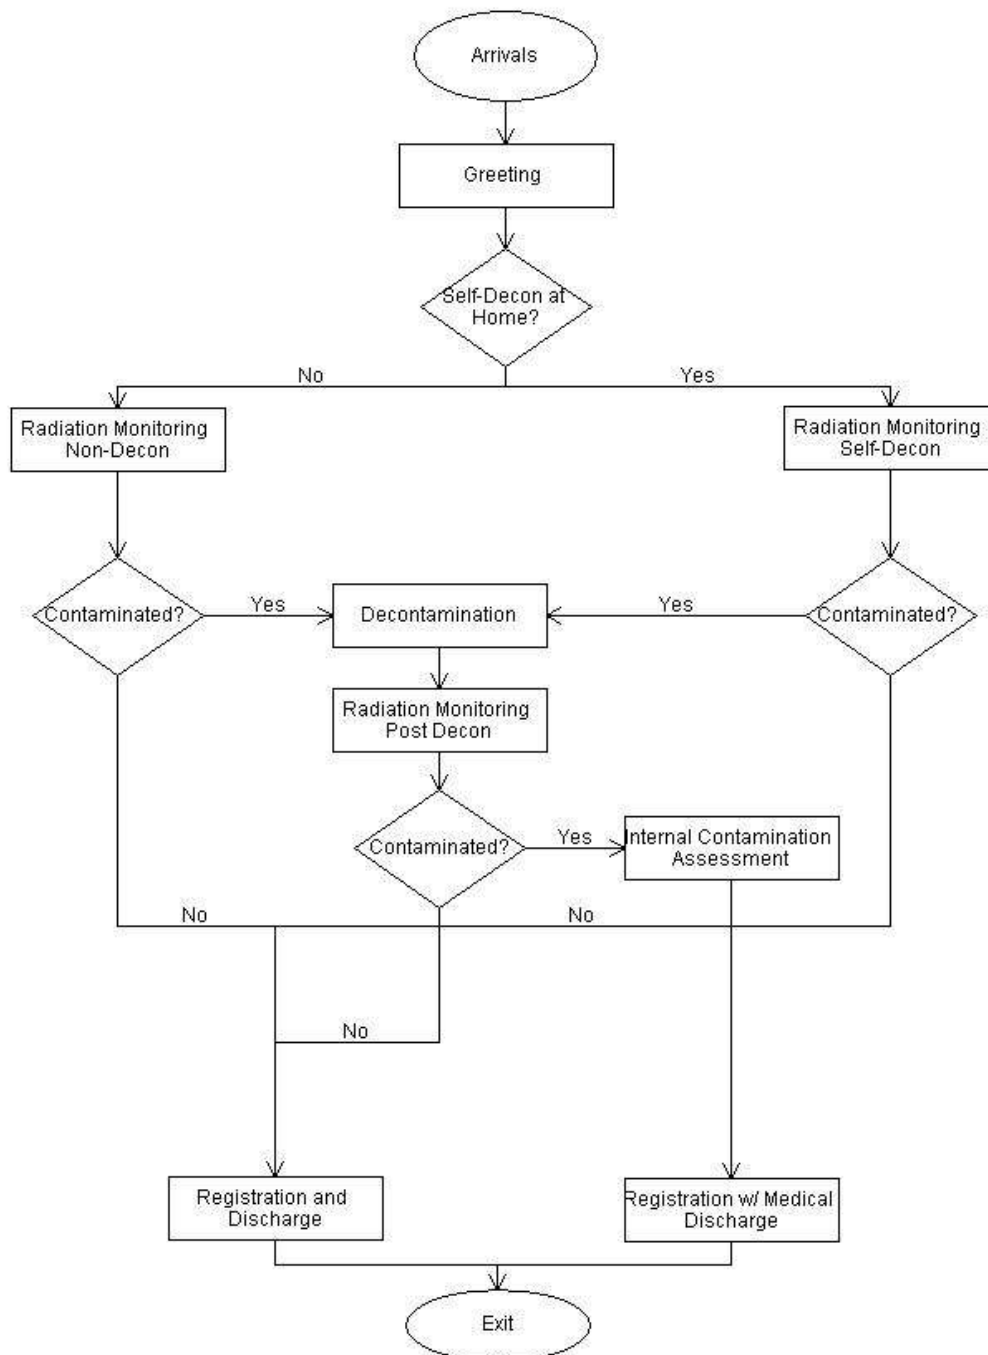 Arrivals
Greeting
Self-Decon at
Home?
No
Yes
Radiation Monitoring
Non-Decon
Radiation Monitoring
Self-Decon
Contaminated?
Yes
Decontamination
Yes
Contaminated?
Radiation Monitoring
Post Decon
Contaminated?
Yes
Internal Contamination
Assessment
No
No
No
Registration and
Discharge
Registration w/ Medical
Discharge
Exit